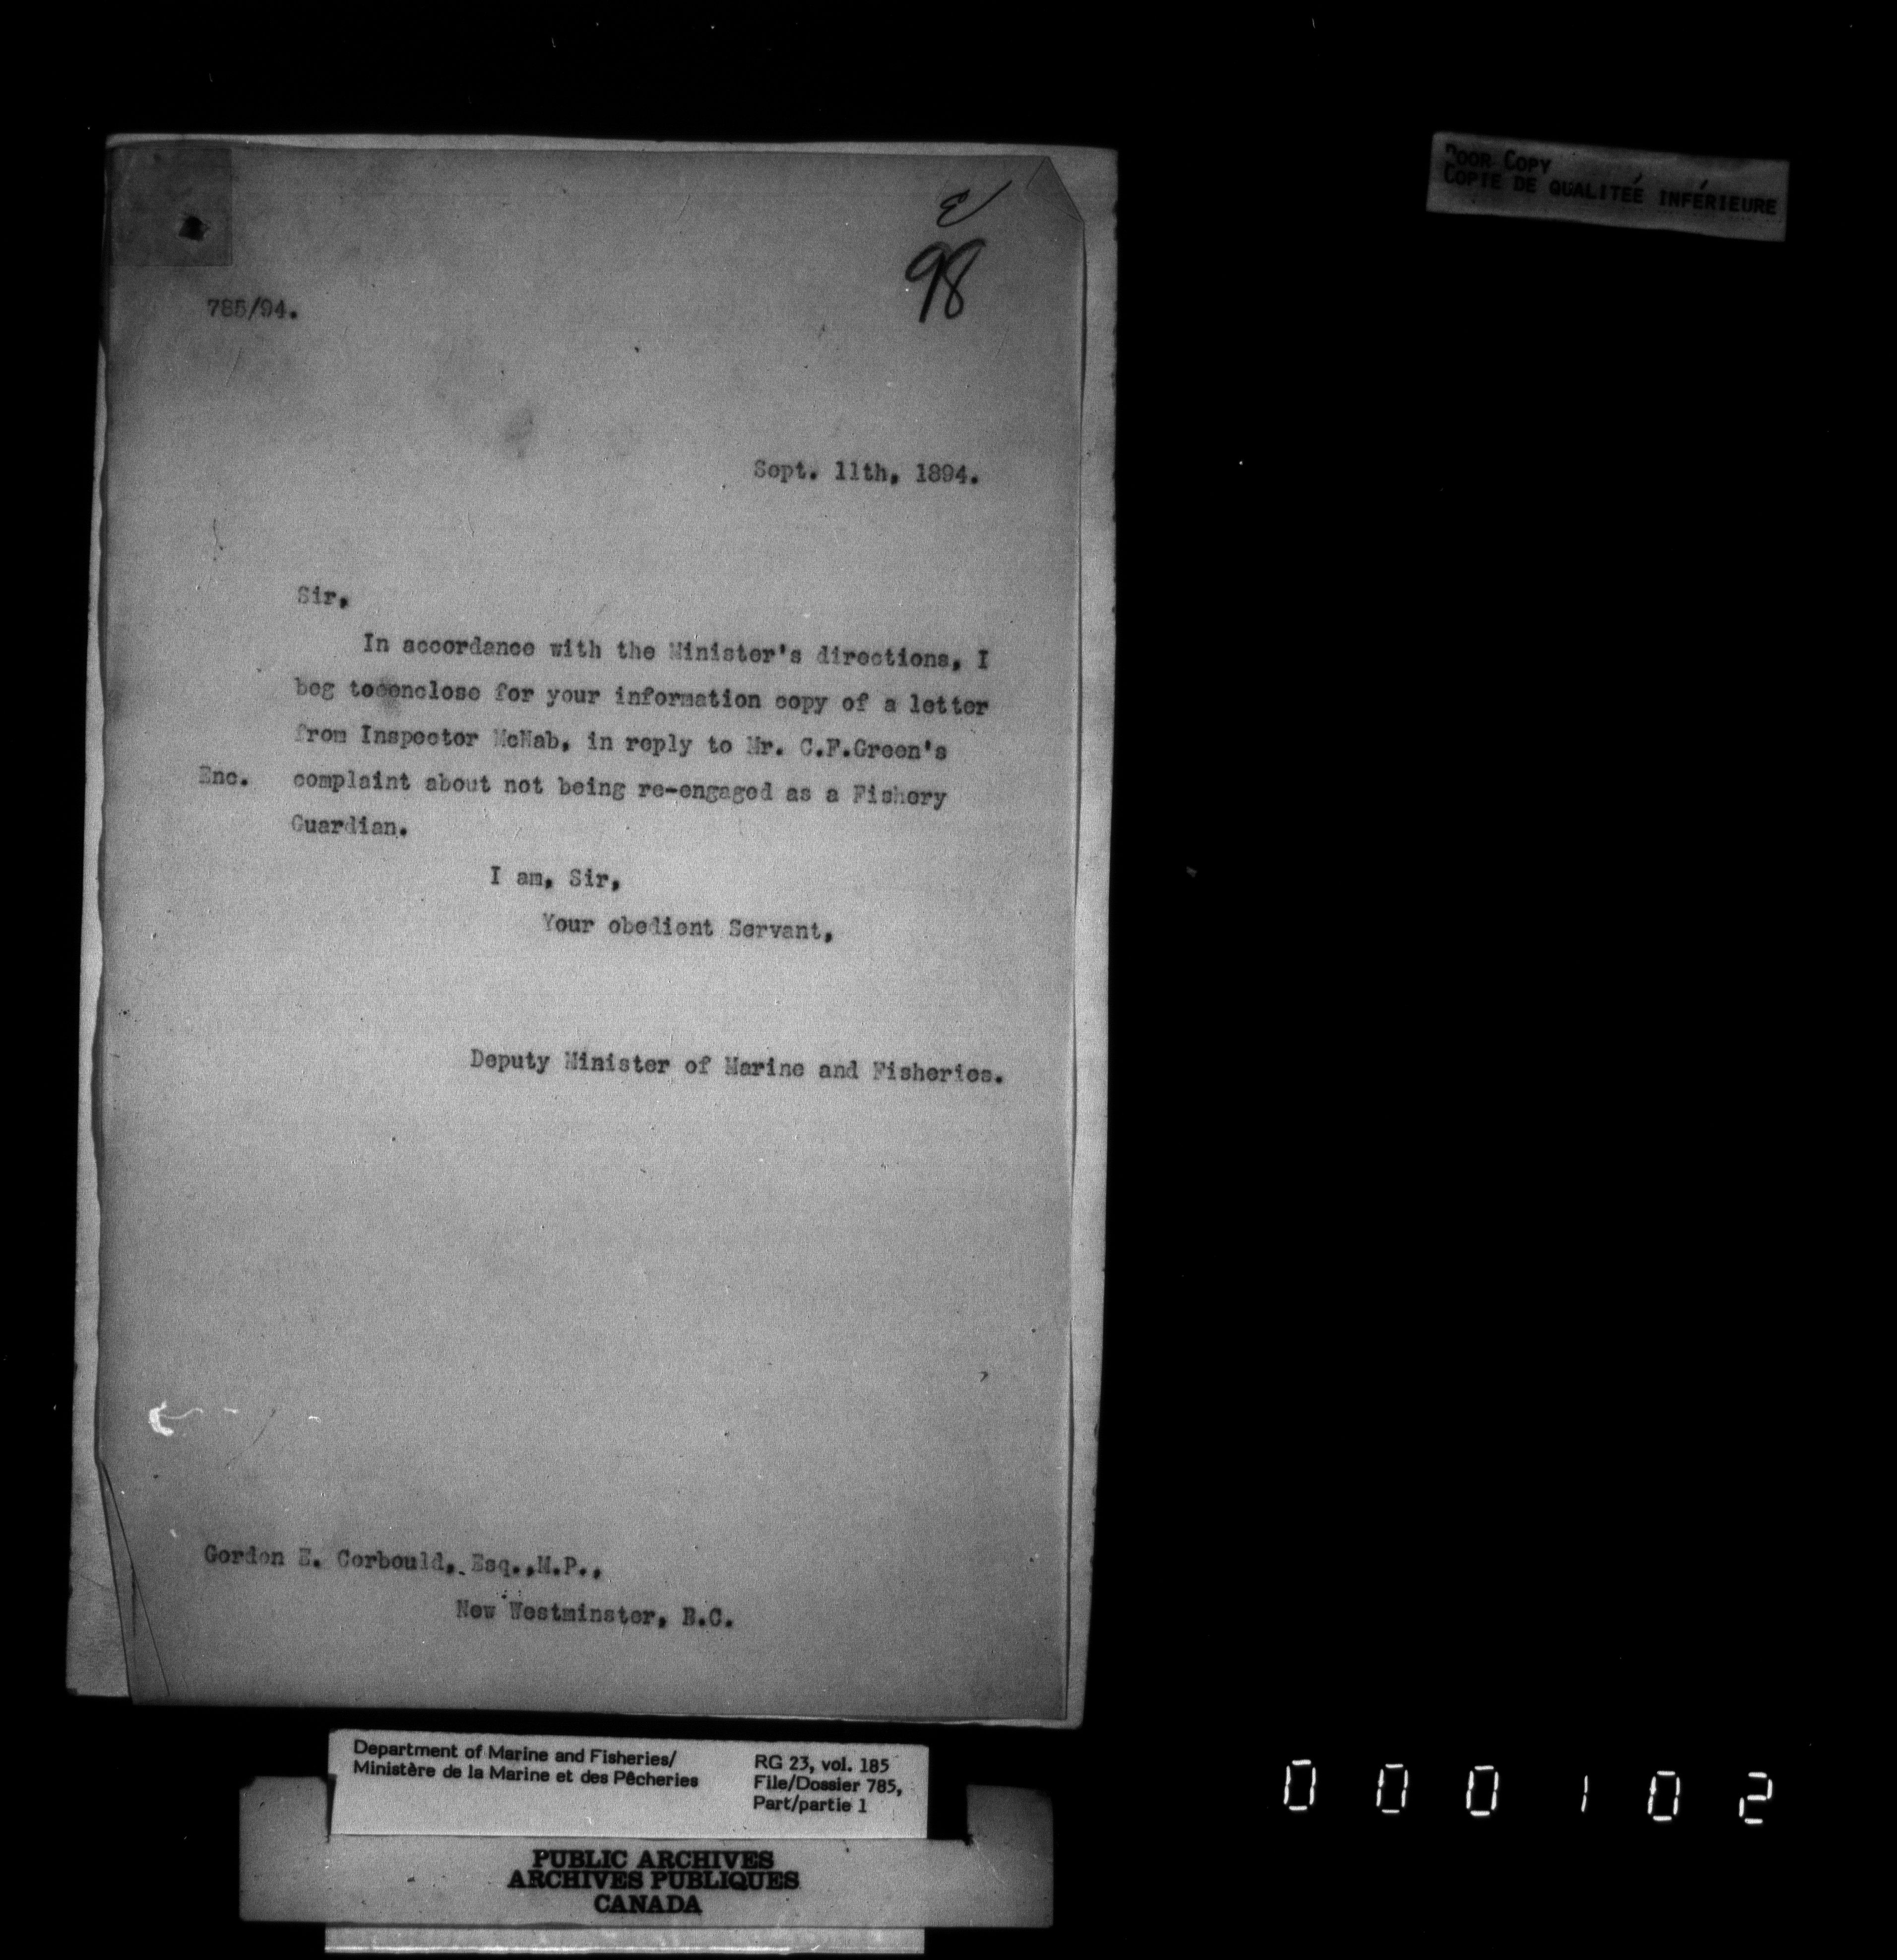 POOR COPY
COPIE DE QUALITEÉ INFÉRIEURE
98
785/94.
Sept. 11th, 1894.
Sir,
In accordance with the Minister's directions, I
beg to enclose for your information copy of a letter
from Inspector McNab, in reply to Mr. C.F.Green's
Enc. complaint about not being re-engaged as a Fishery
Guardian.
I am, Sir,
Your obedient Servant,
Deputy Minister of Marine and Fisheries.
Gordon E. Corbould, Esq.,M.P.,
New Westminster, B.C.
Department of Marine and Fisheries/
Ministère de la Marine et des Pêcheries
RG 23, vol. 185
File/Dossier 785,
Part/partie 1
PUBLIC ARCHIVES
ARCHIVES PUBLIQUES
CANADA
000102